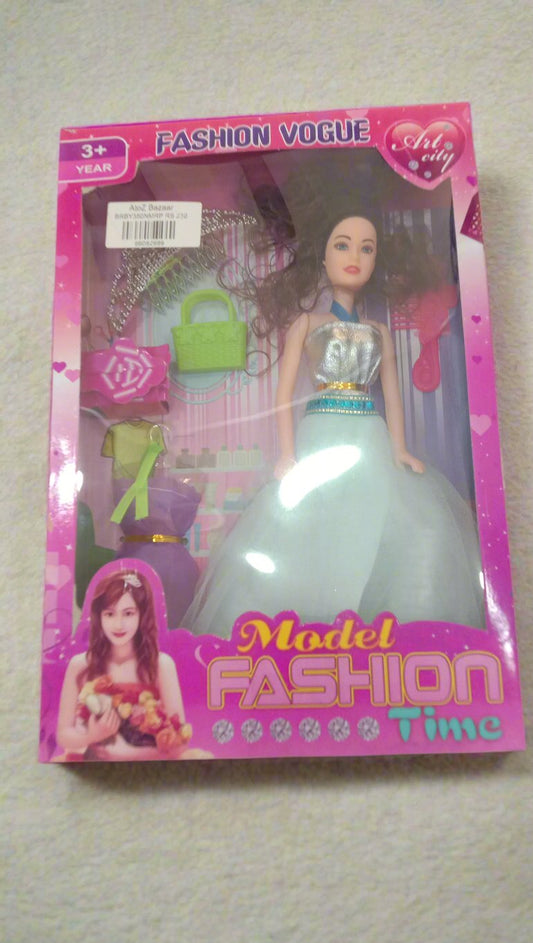 3+
YEAR
FASHION VOGUE
Art
city
AtoZ Bazaar
Model
FASHION
Time